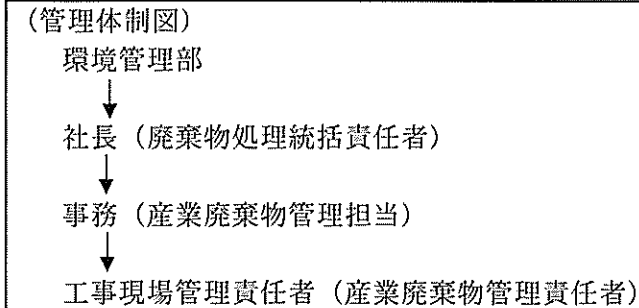 (管理体制図)
環境管理部
社長(廃棄物処理統括責任者)
事務(産業廃棄物管理担当)
工事現場管理責任者(産業廃棄物管理責任者)